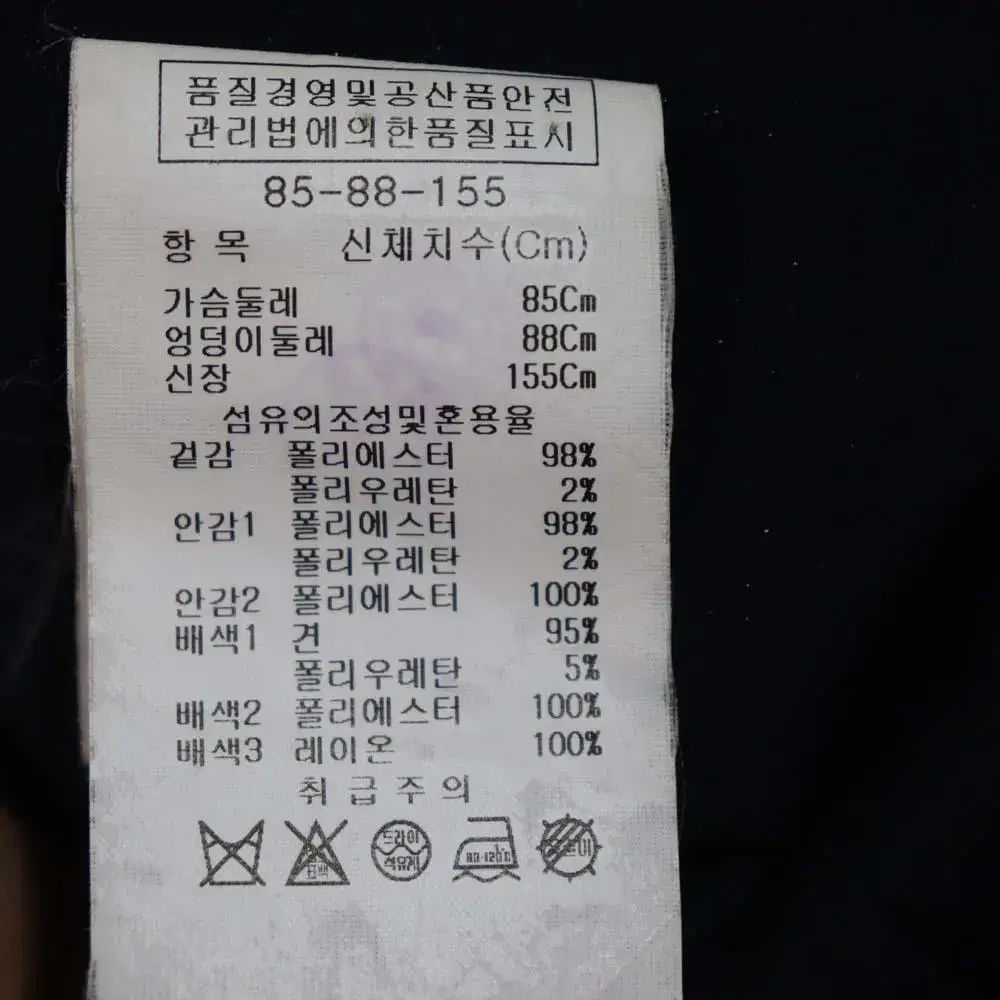 품질경영및공산품안전
관리법에의한품질표시
85-88-155
항 목 신체치수(Cm)
가슴둘레 85Cm
엉덩이둘레 88Cm
신장 155Cm
섬유의조성및혼용율
겉감 폴리에스터 98%
폴리우레탄 2%
안감1 폴리에스터 98%
폴리우레탄 2%
안감2 폴리에스터 100%
배색1 견 95%
폴리우레탄 5%
배색2 폴리에스터 100%
배색3 레이온 100%
취 급 주 의
드라이
석유계